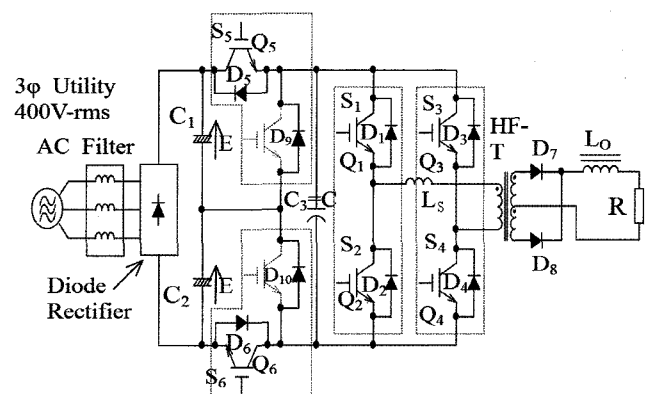 S5 Q5
D5
3φ Utility
400V-rms
AC Filter
C1
E
D9
S1
D1
Q1
S3
D3
Q3
HF-
T
D7
LO
R
C3=C
LS
D8
Diode
Rectifier
C2
E
D10
S2
D2
Q2
S4
D4
Q4
D6
Q6
S6